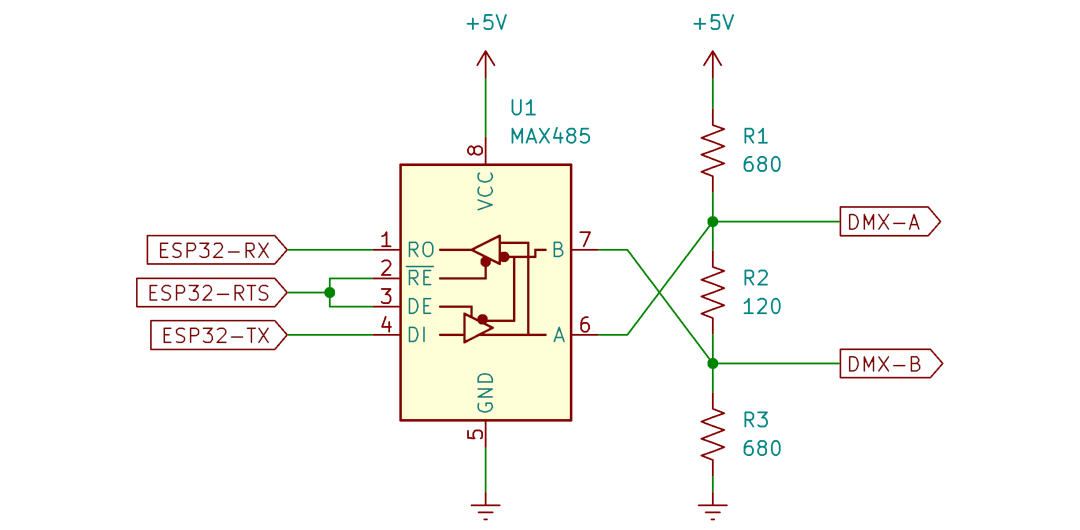 +5V
+5V
U1
MAX485
R1
680
8
VCC
DMX-A
ESP32-RX
1
RO
B
7
2
RE
R2
120
ESP32-RTS
3
DE
ESP32-TX
4
DI
A
6
DMX-B
GND
5
R3
680